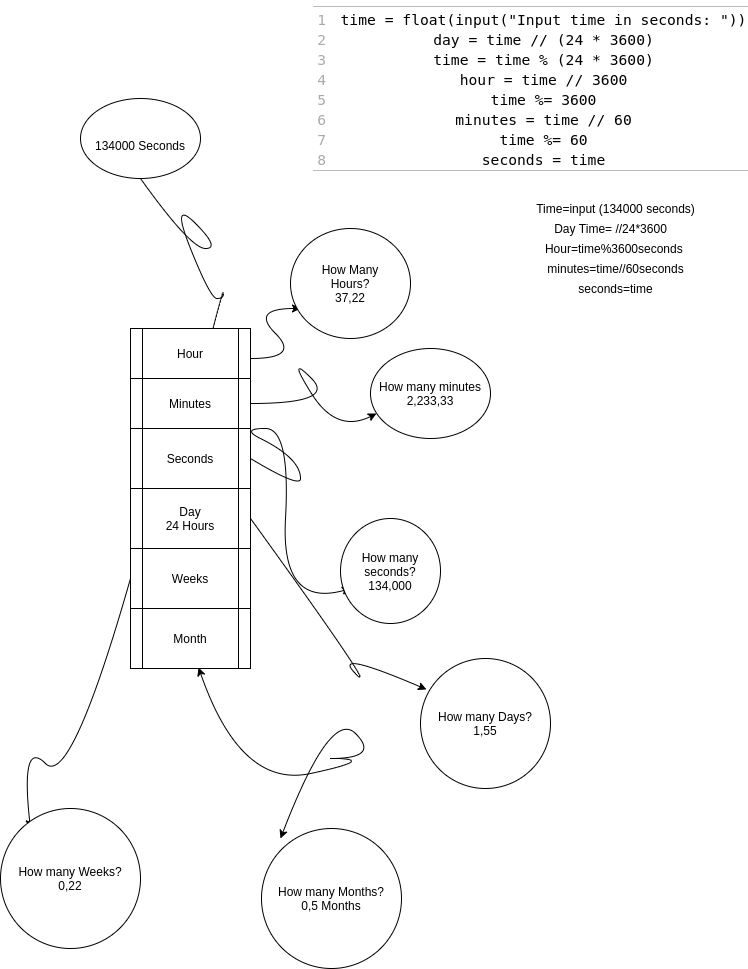 1 time = float(input("Input time in seconds: "))
2 day = time // (24 * 3600)
3 time = time % (24 * 3600)
4 hour = time // 3600
5 time %= 3600
6 minutes = time // 60
7 time %= 60
8 seconds = time
134000 Seconds
Time=input (134000 seconds)
Day Time= //24*3600
Hour=time%3600seconds
minutes=time//60seconds
seconds=time
How Many
Hours?
37,22
Hour
Minutes
Seconds
Day
24 Hours
Weeks
Month
How many minutes
2,233,33
How many
seconds?
134,000
How many Days?
1,55
How many Weeks?
0,22
How many Months?
0,5 Months